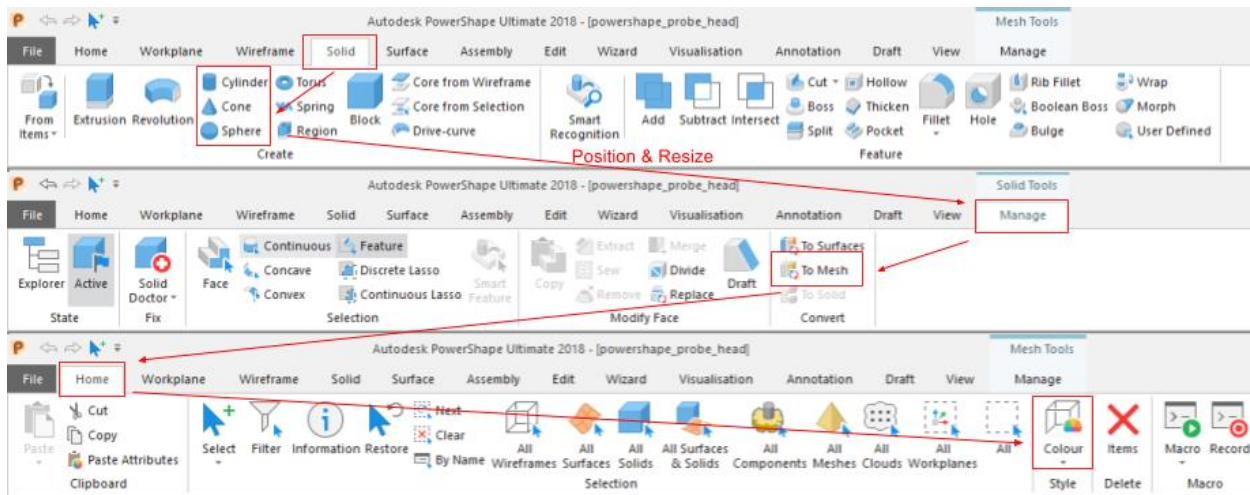 Autodesk PowerShape Ultimate 2018 - [powershape_probe_head] Mesh Tools
File Home Workplane Wireframe Solid Surface Assembly Edit Wizard Visualisation Annotation Draft View Manage
Cylinder Torus Core from Wireframe Cut Hollow Rib Fillet Wrap
From Items Extrusion Revolution Cone Spring Block Core from Selection Smart Recognition Add Subtract Intersect Boss Thicken Fillet Hole Boolean Boss Morph
Sphere Region Drive-curve Split Pocket Bulge User Defined
Create Feature
Position & Resize
Autodesk PowerShape Ultimate 2018 - [powershape_probe_head] Solid Tools
File Home Workplane Wireframe Solid Surface Assembly Edit Wizard Visualisation Annotation Draft View Manage
Continuous Feature Extract Merge To Surfaces
Explorer Active Solid Doctor Face Concave Discrete Lasso Smart Feature Copy Sew Divide Draft To Mesh
Convex Continuous Lasso Remove Replace To Solid
State Fix Selection Modify Face Convert
Autodesk PowerShape Ultimate 2018 - [powershape_probe_head] Mesh Tools
File Home Workplane Wireframe Solid Surface Assembly Edit Wizard Visualisation Annotation Draft View Manage
Cut Next
Paste Copy Select Filter Information Restore Clear All Wireframes All Surfaces All Solids All Surfaces & Solids All Components All Meshes All Clouds All Workplanes All Colour Items Macro Record
Paste Attributes By Name
Clipboard Selection Style Delete Macro